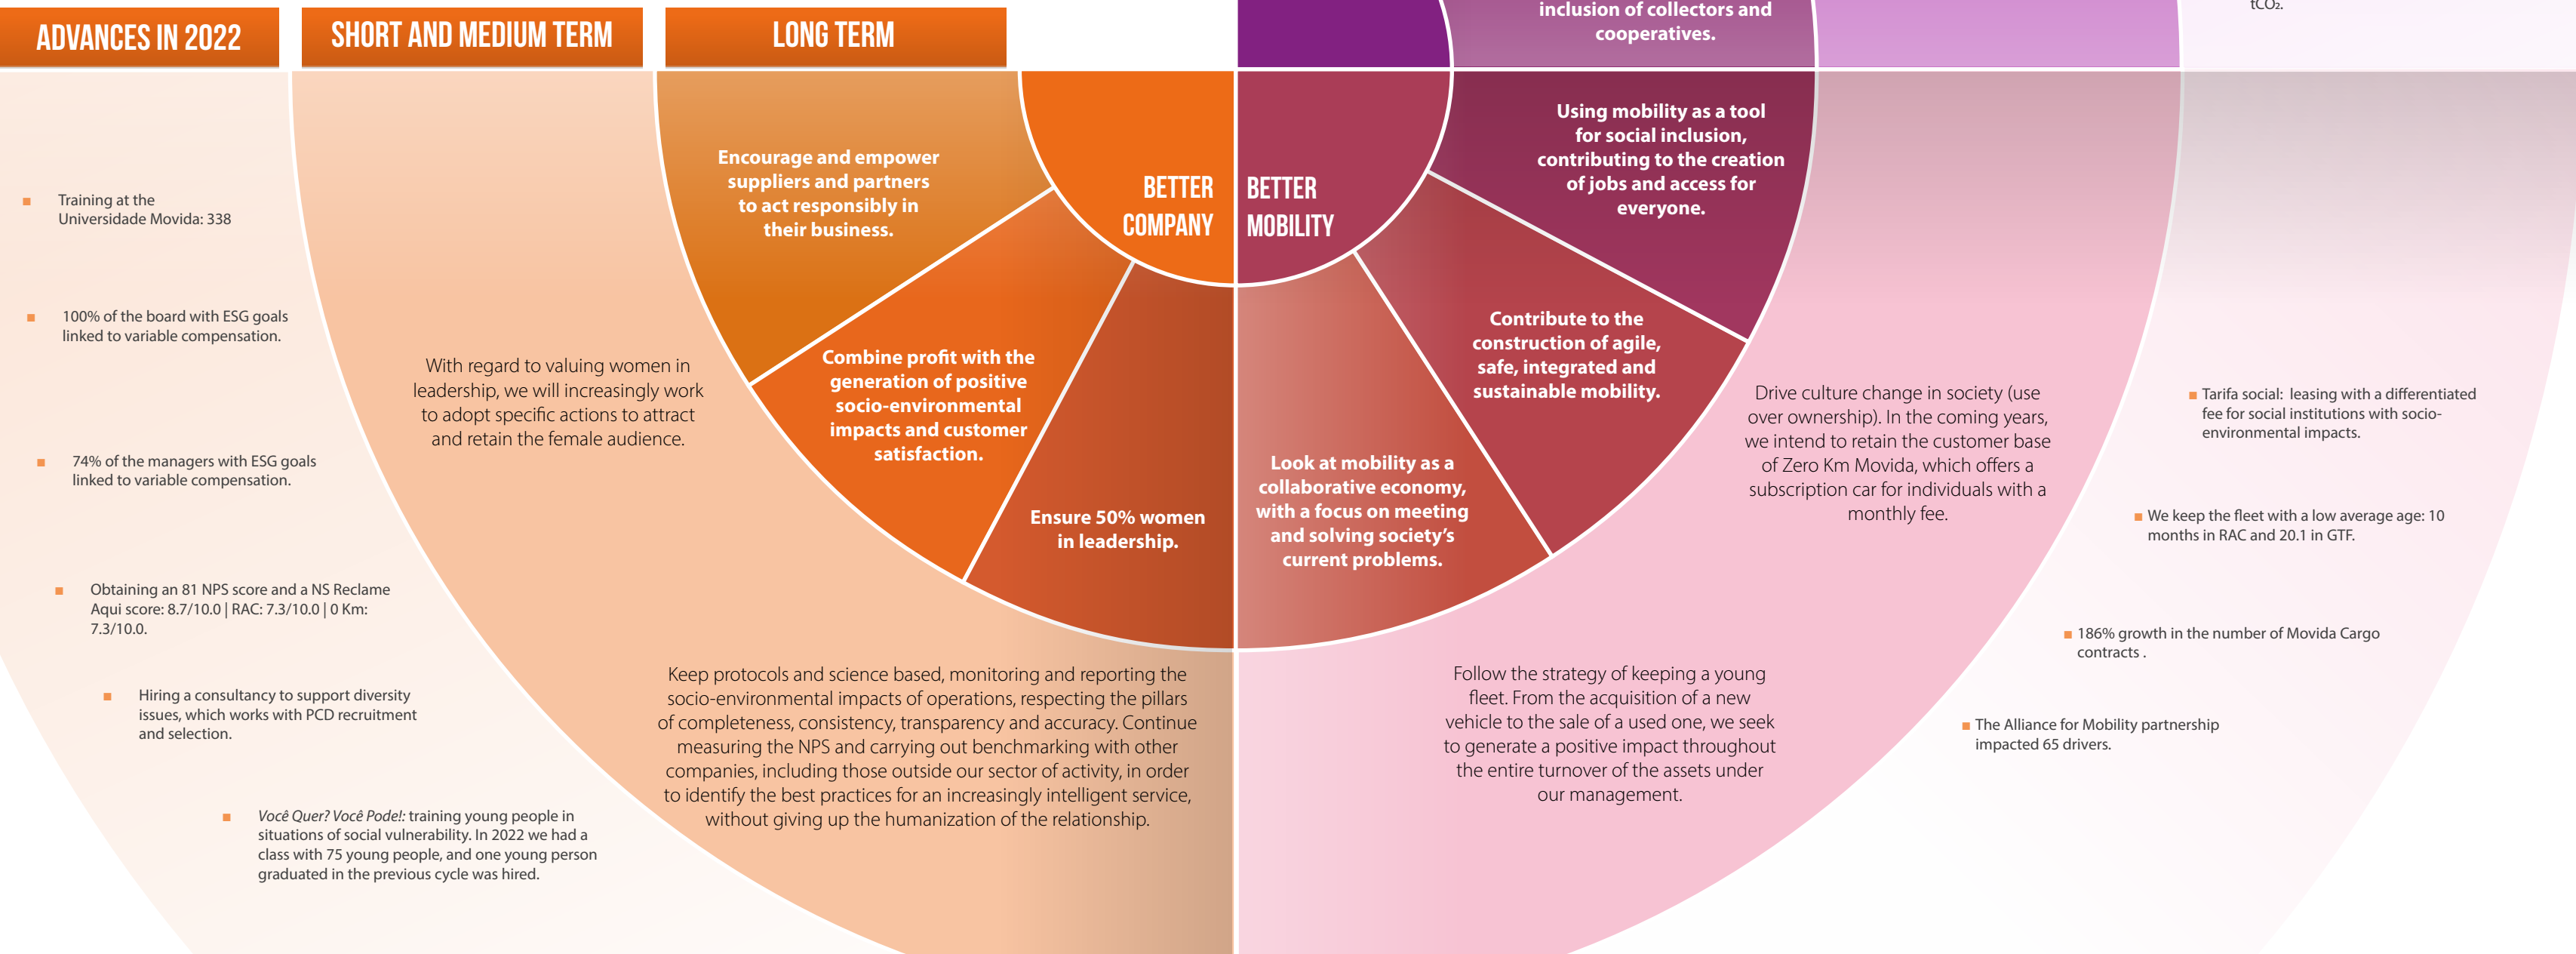 inclusion of collectors and
cooperatives.
tCO₂.
ADVANCES IN 2022
SHORT AND MEDIUM TERM
LONG TERM
Training at the
Universidade Movida: 338
100% of the board with ESG goals
linked to variable compensation.
74% of the managers with ESG goals
linked to variable compensation.
Obtaining an 81 NPS score and a NS Reclame
Aqui score: 8.7/10.0 | RAC: 7.3/10.0 | 0 Km:
7.3/10.0.
Hiring a consultancy to support diversity
issues, which works with PCD recruitment
and selection.
Você Quer? Você Pode!: training young people in
situations of social vulnerability. In 2022 we had a
class with 75 young people, and one young person
graduated in the previous cycle was hired.
With regard to valuing women in
leadership, we will increasingly work
to adopt specific actions to attract
and retain the female audience.
Keep protocols and science based, monitoring and reporting the
socio-environmental impacts of operations, respecting the pillars
of completeness, consistency, transparency and accuracy. Continue
measuring the NPS and carrying out benchmarking with other
companies, including those outside our sector of activity, in order
to identify the best practices for an increasingly intelligent service,
without giving up the humanization of the relationship.
Encourage and empower
suppliers and partners
to act responsibly in
their business.
Combine profit with the
generation of positive
socio-environmental
impacts and customer
satisfaction.
Ensure 50% women
in leadership.
BETTER
COMPANY
BETTER
MOBILITY
Using mobility as a tool
for social inclusion,
contributing to the creation
of jobs and access for
everyone.
Contribute to the
construction of agile,
safe, integrated and
sustainable mobility.
Look at mobility as a
collaborative economy,
with a focus on meeting
and solving society's
current problems.
Drive culture change in society (use
over ownership). In the coming years,
we intend to retain the customer base
of Zero Km Movida, which offers a
subscription car for individuals with a
monthly fee.
Follow the strategy of keeping a young
fleet. From the acquisition of a new
vehicle to the sale of a used one, we seek
to generate a positive impact throughout
the entire turnover of the assets under
our management.
Tarifa social: leasing with a differentiated
fee for social institutions with socio-
environmental impacts.
We keep the fleet with a low average age: 10
months in RAC and 20.1 in GTF.
186% growth in the number of Movida Cargo
contracts .
The Alliance for Mobility partnership
impacted 65 drivers.